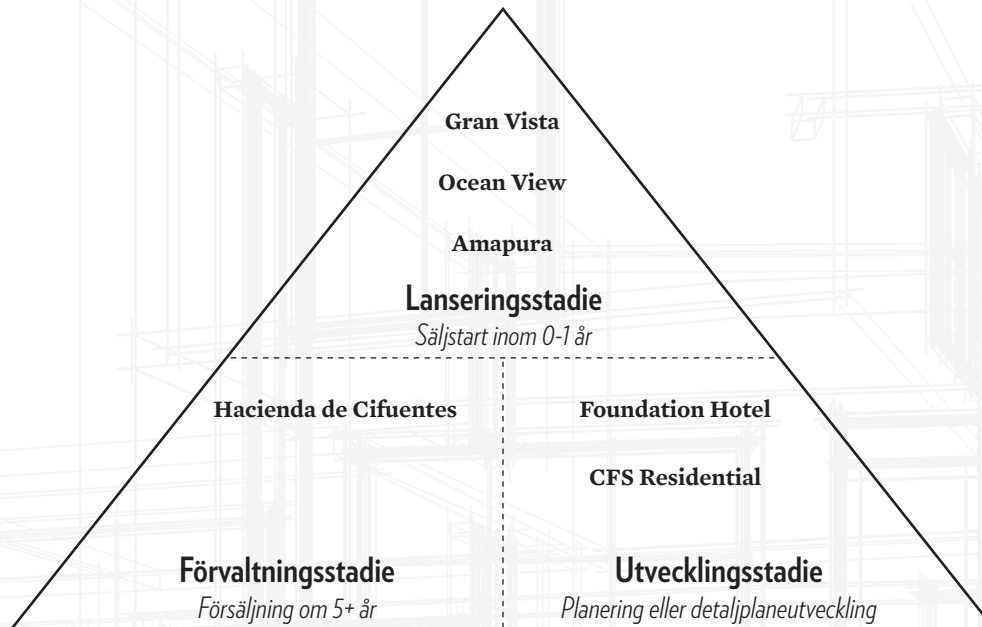 Gran Vista
Ocean View
Amapura
Lanseringsstadie
Säljstart inom 0-1 år
Hacienda de Cifuentes
Förvaltningsstadie
Försäljning om 5+ år
Foundation Hotel
CFS Residential
Utvecklingsstadie
Planering eller detaljplaneutveckling